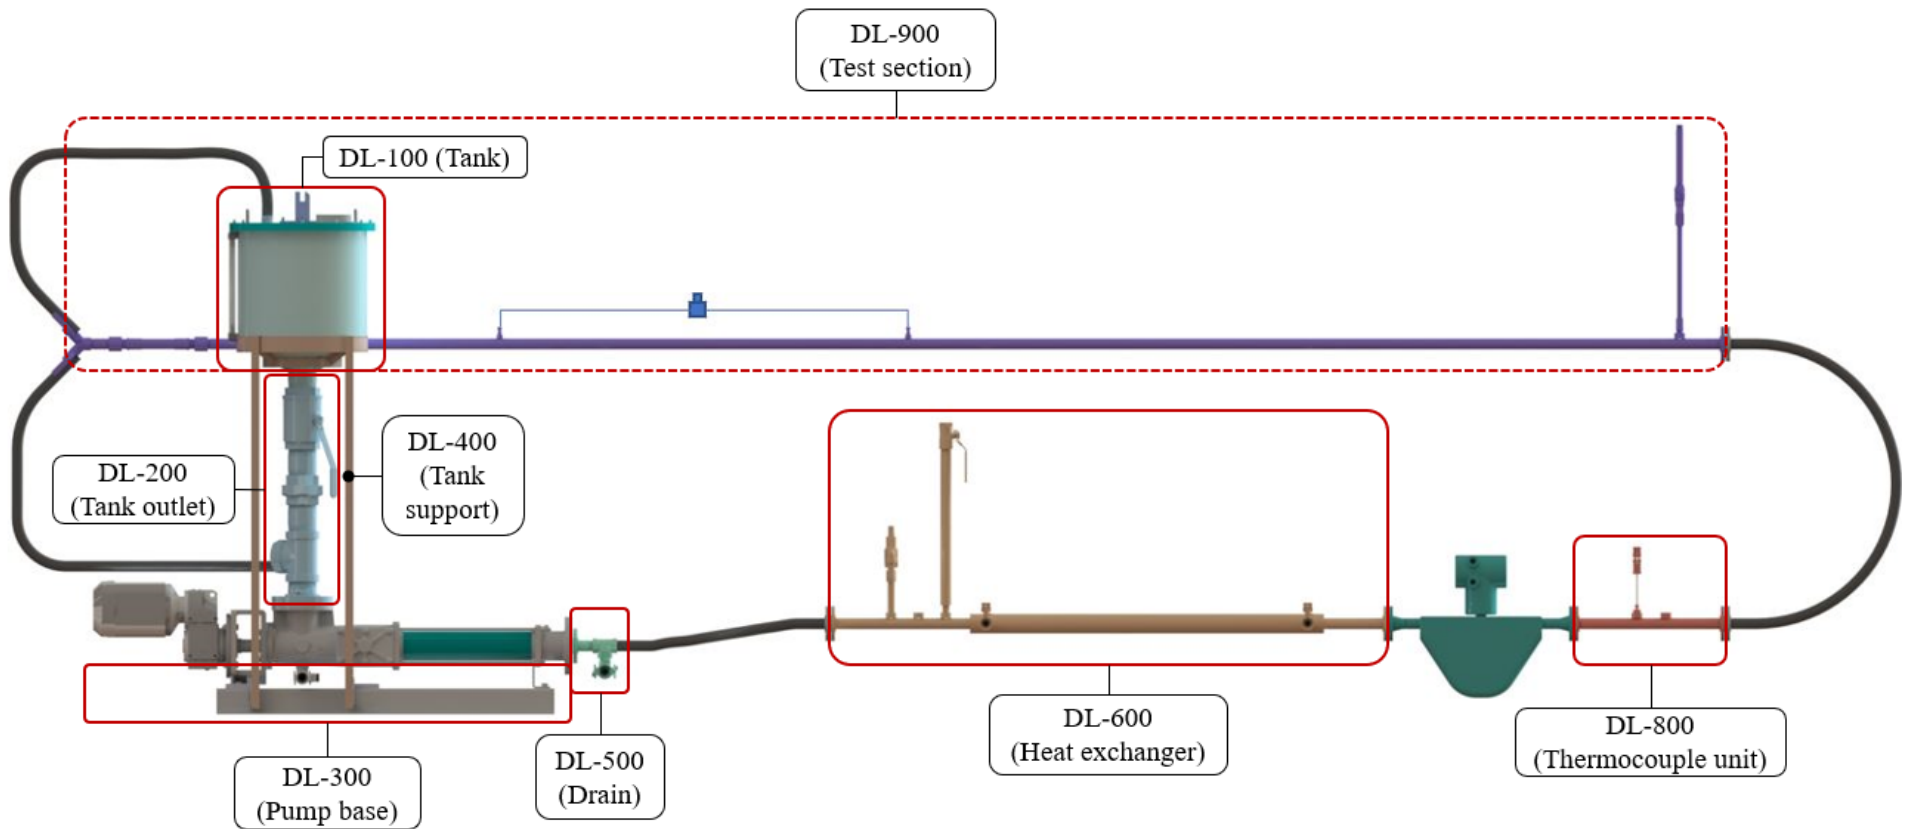 DL-900
(Test section)
DL-100 (Tank)
DL-200
(Tank outlet)
DL-400
(Tank
support)
DL-300
(Pump base)
DL-500
(Drain)
DL-600
(Heat exchanger)
DL-800
(Thermocouple unit)